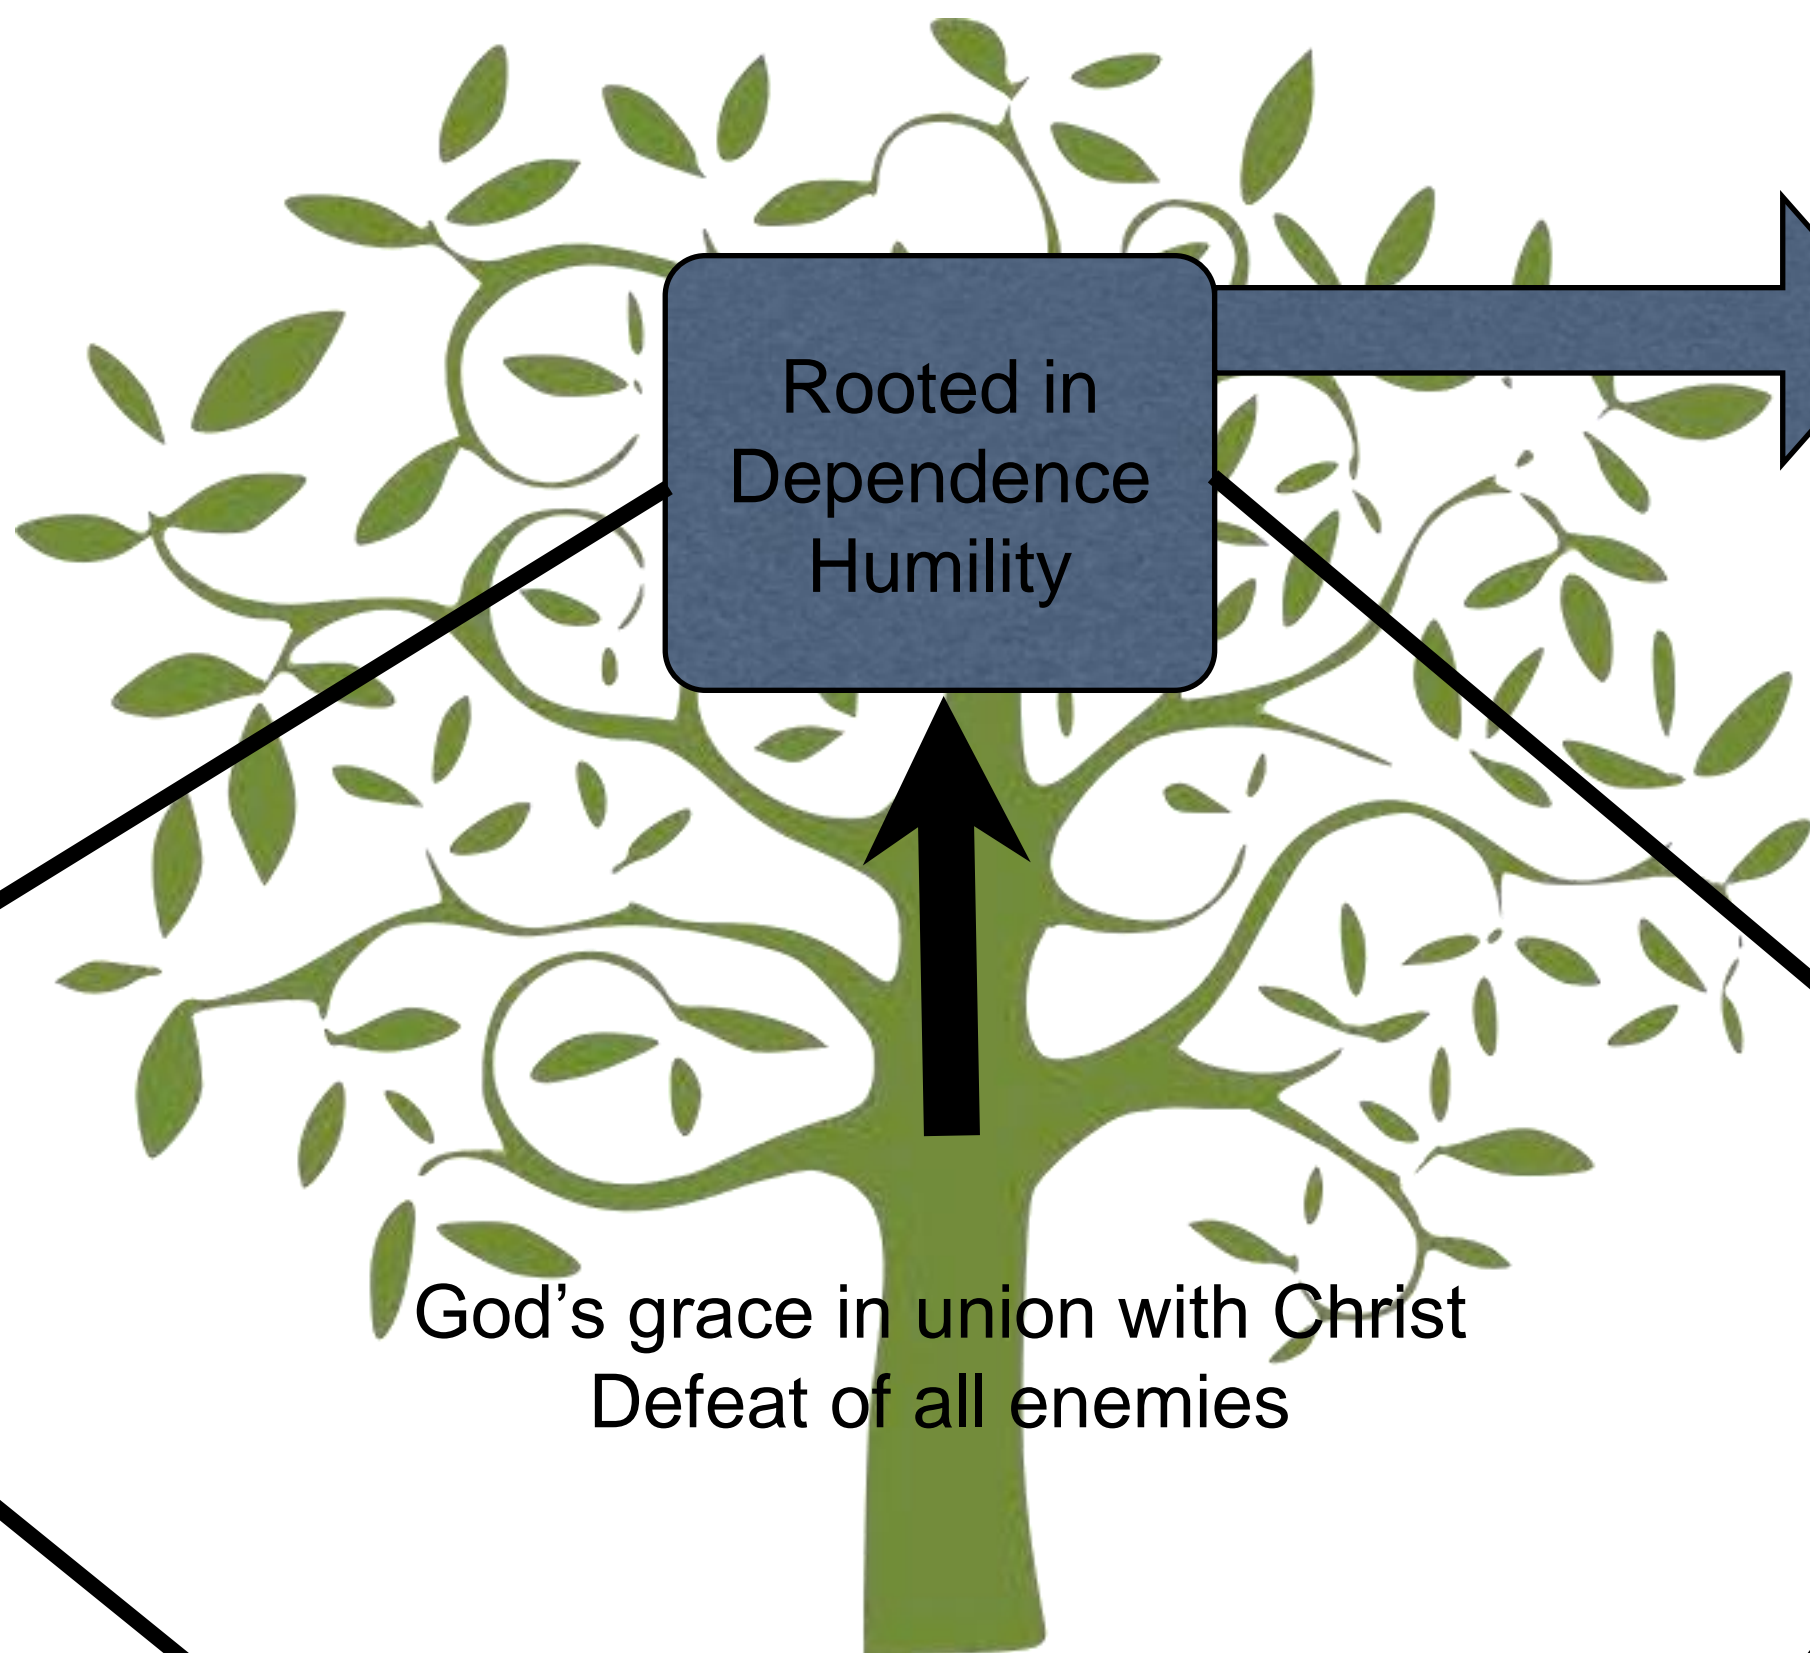 Rooted in
Dependence
Humility
God’s grace in union with Christ
Defeat of all enemies